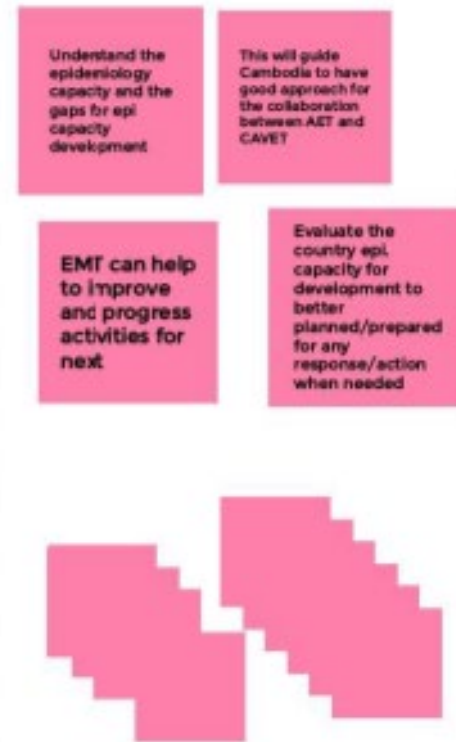 Understand the
epidemiology
capacity and the
gaps for epi
capacity
development
This will guide
Cambodia to have
good approach for
the collaboration
between AET and
CAVET
EMT can help
to improve
and progress
activities for
next
Evaluate the
country epi.
capacity for
development to
better
planned/prepared
for any
response/action
when needed